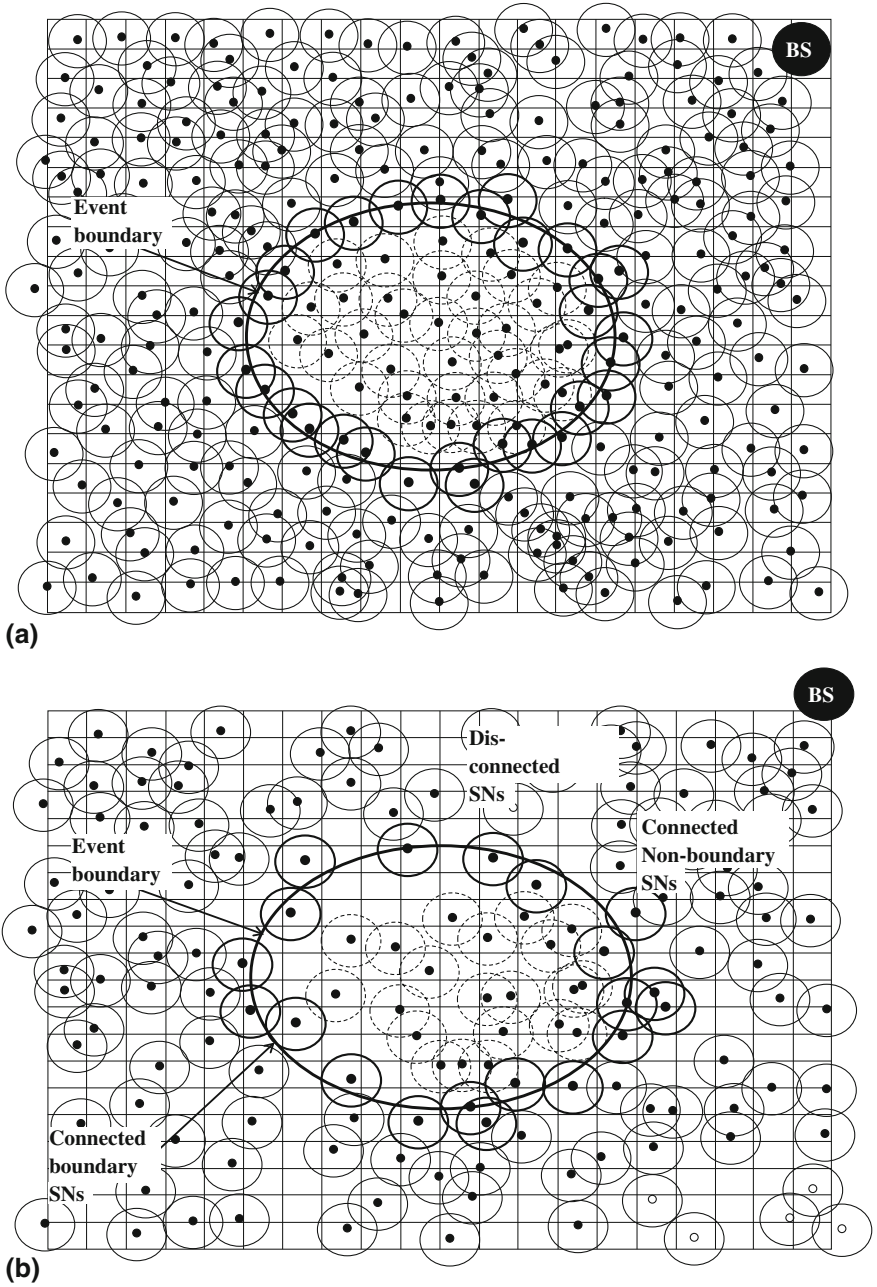 BS
Event
boundary
(a)
BS
Dis-
connected
SNs
Connected
Non-boundary
SNs
Event
boundary
Connected
boundary
SNs
(b)